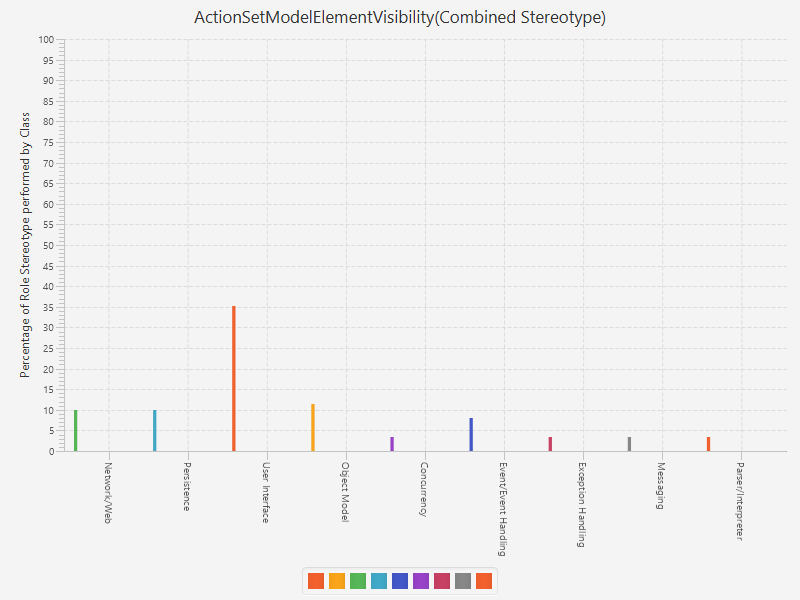 ActionSetModelElementVisibility(Combined Stereotype)
Percentage of Role Stereotype performed by Class
100
95
90
85
80
75
70
65
60
55
50
45
40
35
30
25
20
15
10
5
0
Network/Web
Persistence
User Interface
Object Model
Concurrency
Event/Event Handling
Exception Handling
Messaging
Parser/Interpreter